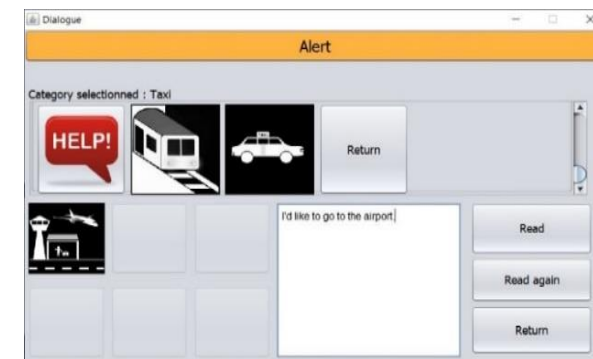 Dialogue
Alert
Category selectionned : Taxi
HELP!
Return
I'd like to go to the airport.
Read
Read again
Return